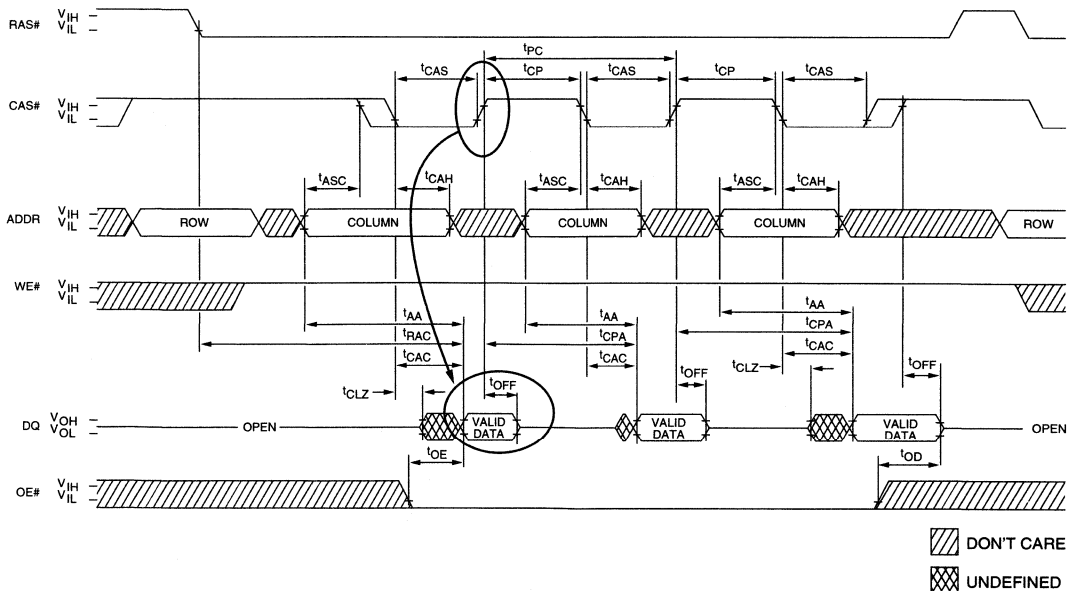 RAS# VIH
VIL
tPC
tCAS tCP tCAS tCP tCAS
CAS# VIH
VIL
tASC tCAH tASC tCAH tASC tCAH
ADDR VIH
VIL
ROW COLUMN COLUMN COLUMN ROW
WE# VIH
VIL
tAA tAA tAA
tRAC tCPA tCPA
tCAC tCAC tCAC
tCLZ tOFF tOFF tCLZ tOFF
DQ VOH
VOL
OPEN VALID DATA VALID DATA VALID DATA OPEN
tOE tOD
OE# VIH
VIL
DON'T CARE
UNDEFINED